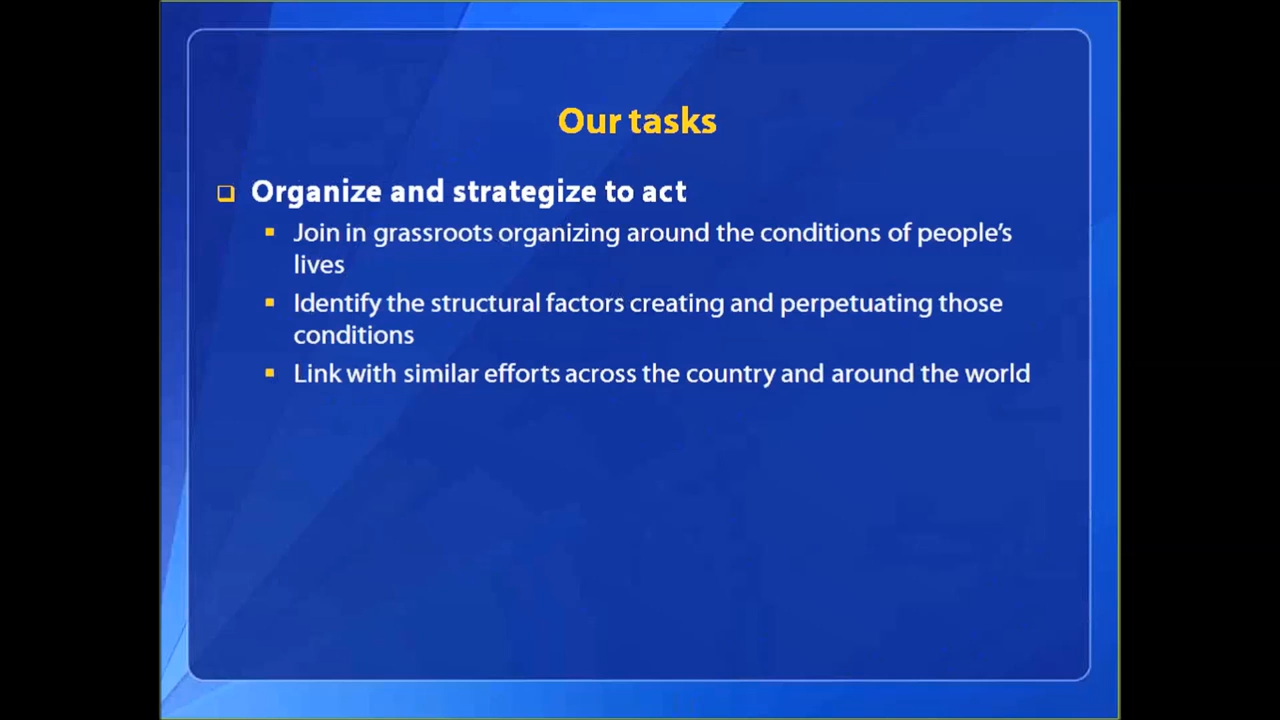 Our tasks
Organize and strategize to act
Join in grassroots organizing around the conditions of people’s
lives
Identify the structural factors creating and perpetuating those
conditions
Link with similar efforts across the country and around the world